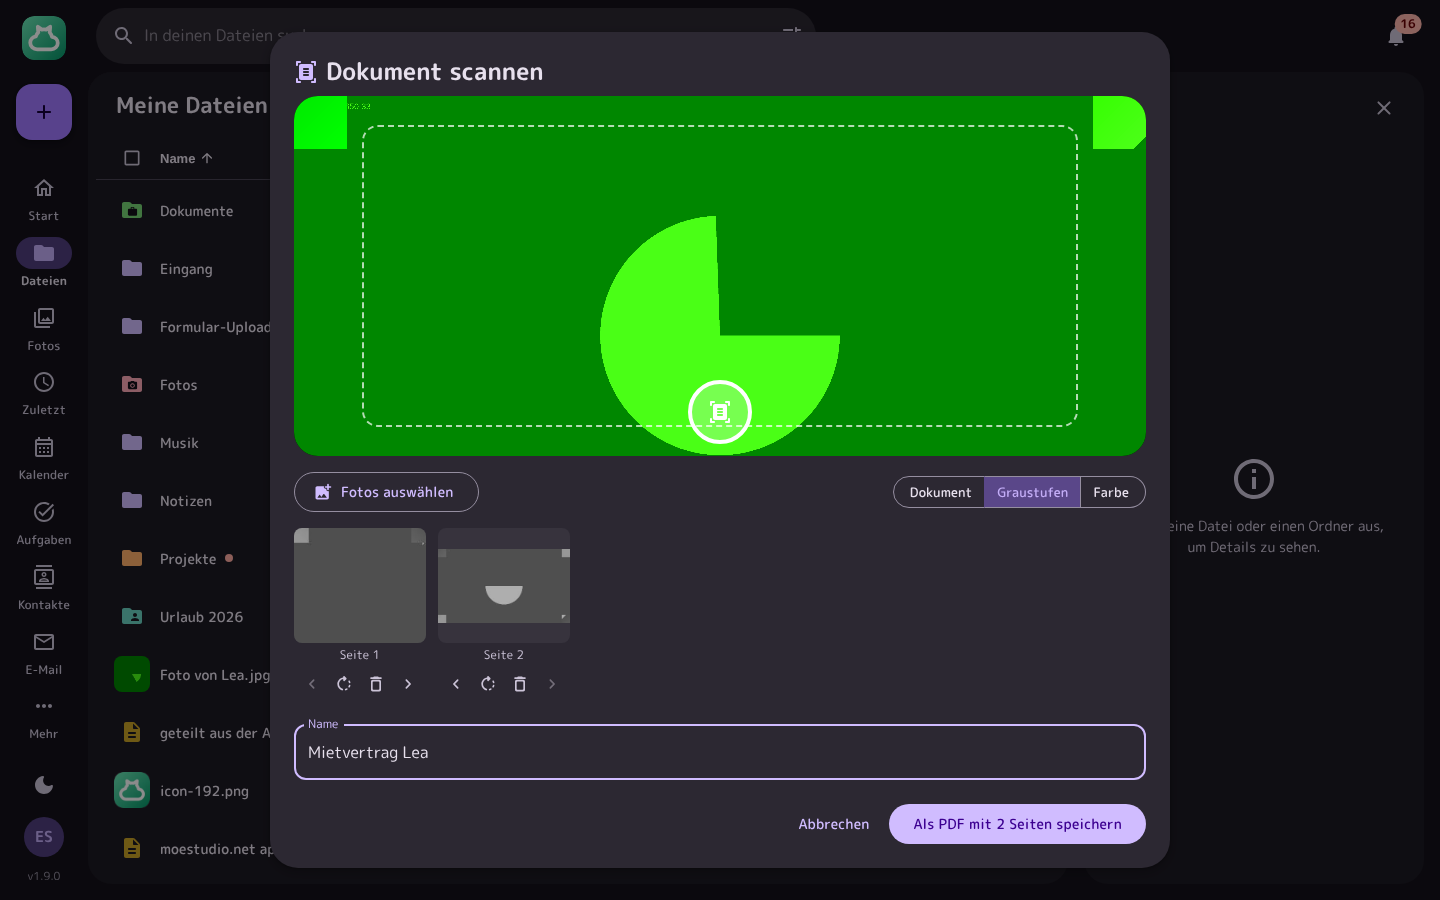 In deinen Dateien
16
Dokument scannen
Meine Dateien
Name
Start
Dokumente
Dateien
Eingang
Fotos
Formular-Upload
Zuletzt
Fotos
Kalender
Musik
Fotos auswählen
Dokument
Graustufen
Farbe
Notizen
Aufgaben
eine Datei oder einen Ordner aus,
um Details zu sehen.
Projekte
Kontakte
Urlaub 2026
Seite 1
Seite 2
E-Mail
Foto von Lea.jpg
Mehr
geteilt aus der A
Name
Mietvertrag Lea
icon-192.png
ES
moestudio.net ap
v1.9.0
Abbrechen
Als PDF mit 2 Seiten speichern